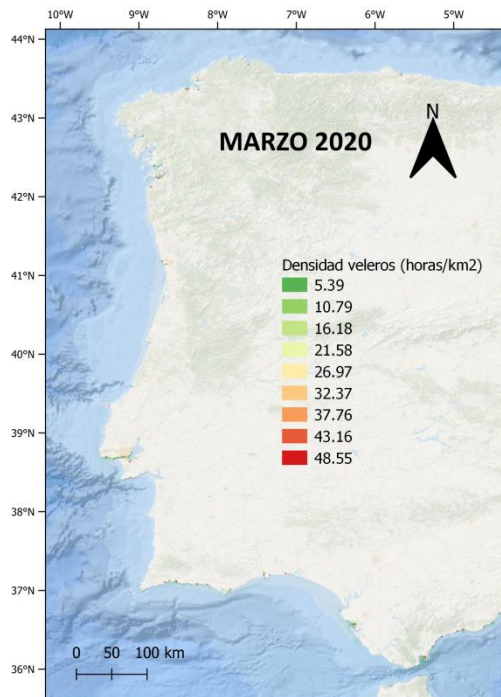 10°W 9°W 8°W 7°W 6°W 5°W
44°N
43°N
42°N
41°N
40°N
39°N
38°N
37°N
36°N
MARZO 2020
N
Densidad veleros (horas/km2)
5.39
10.79
16.18
21.58
26.97
32.37
37.76
43.16
48.55
0 50 100 km